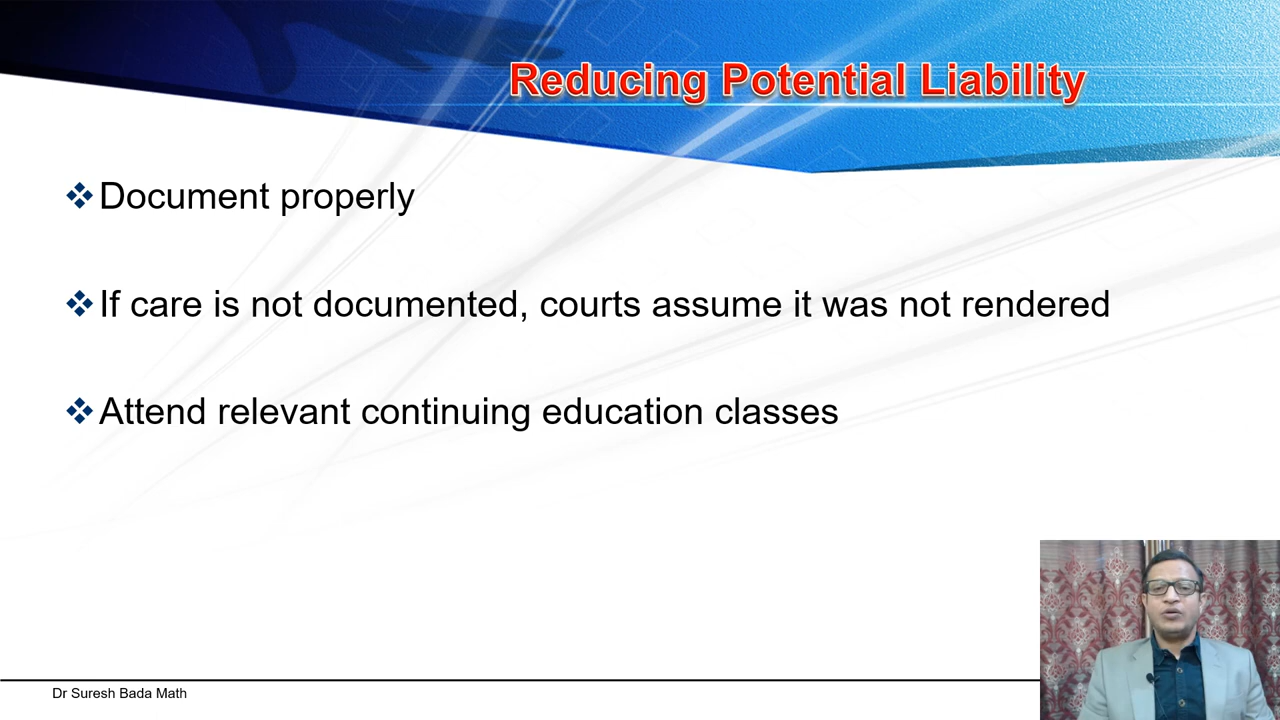 Reducing Potential Liability
Document properly
If care is not documented, courts assume it was not rendered
Attend relevant continuing education classes
Dr Suresh Bada Math